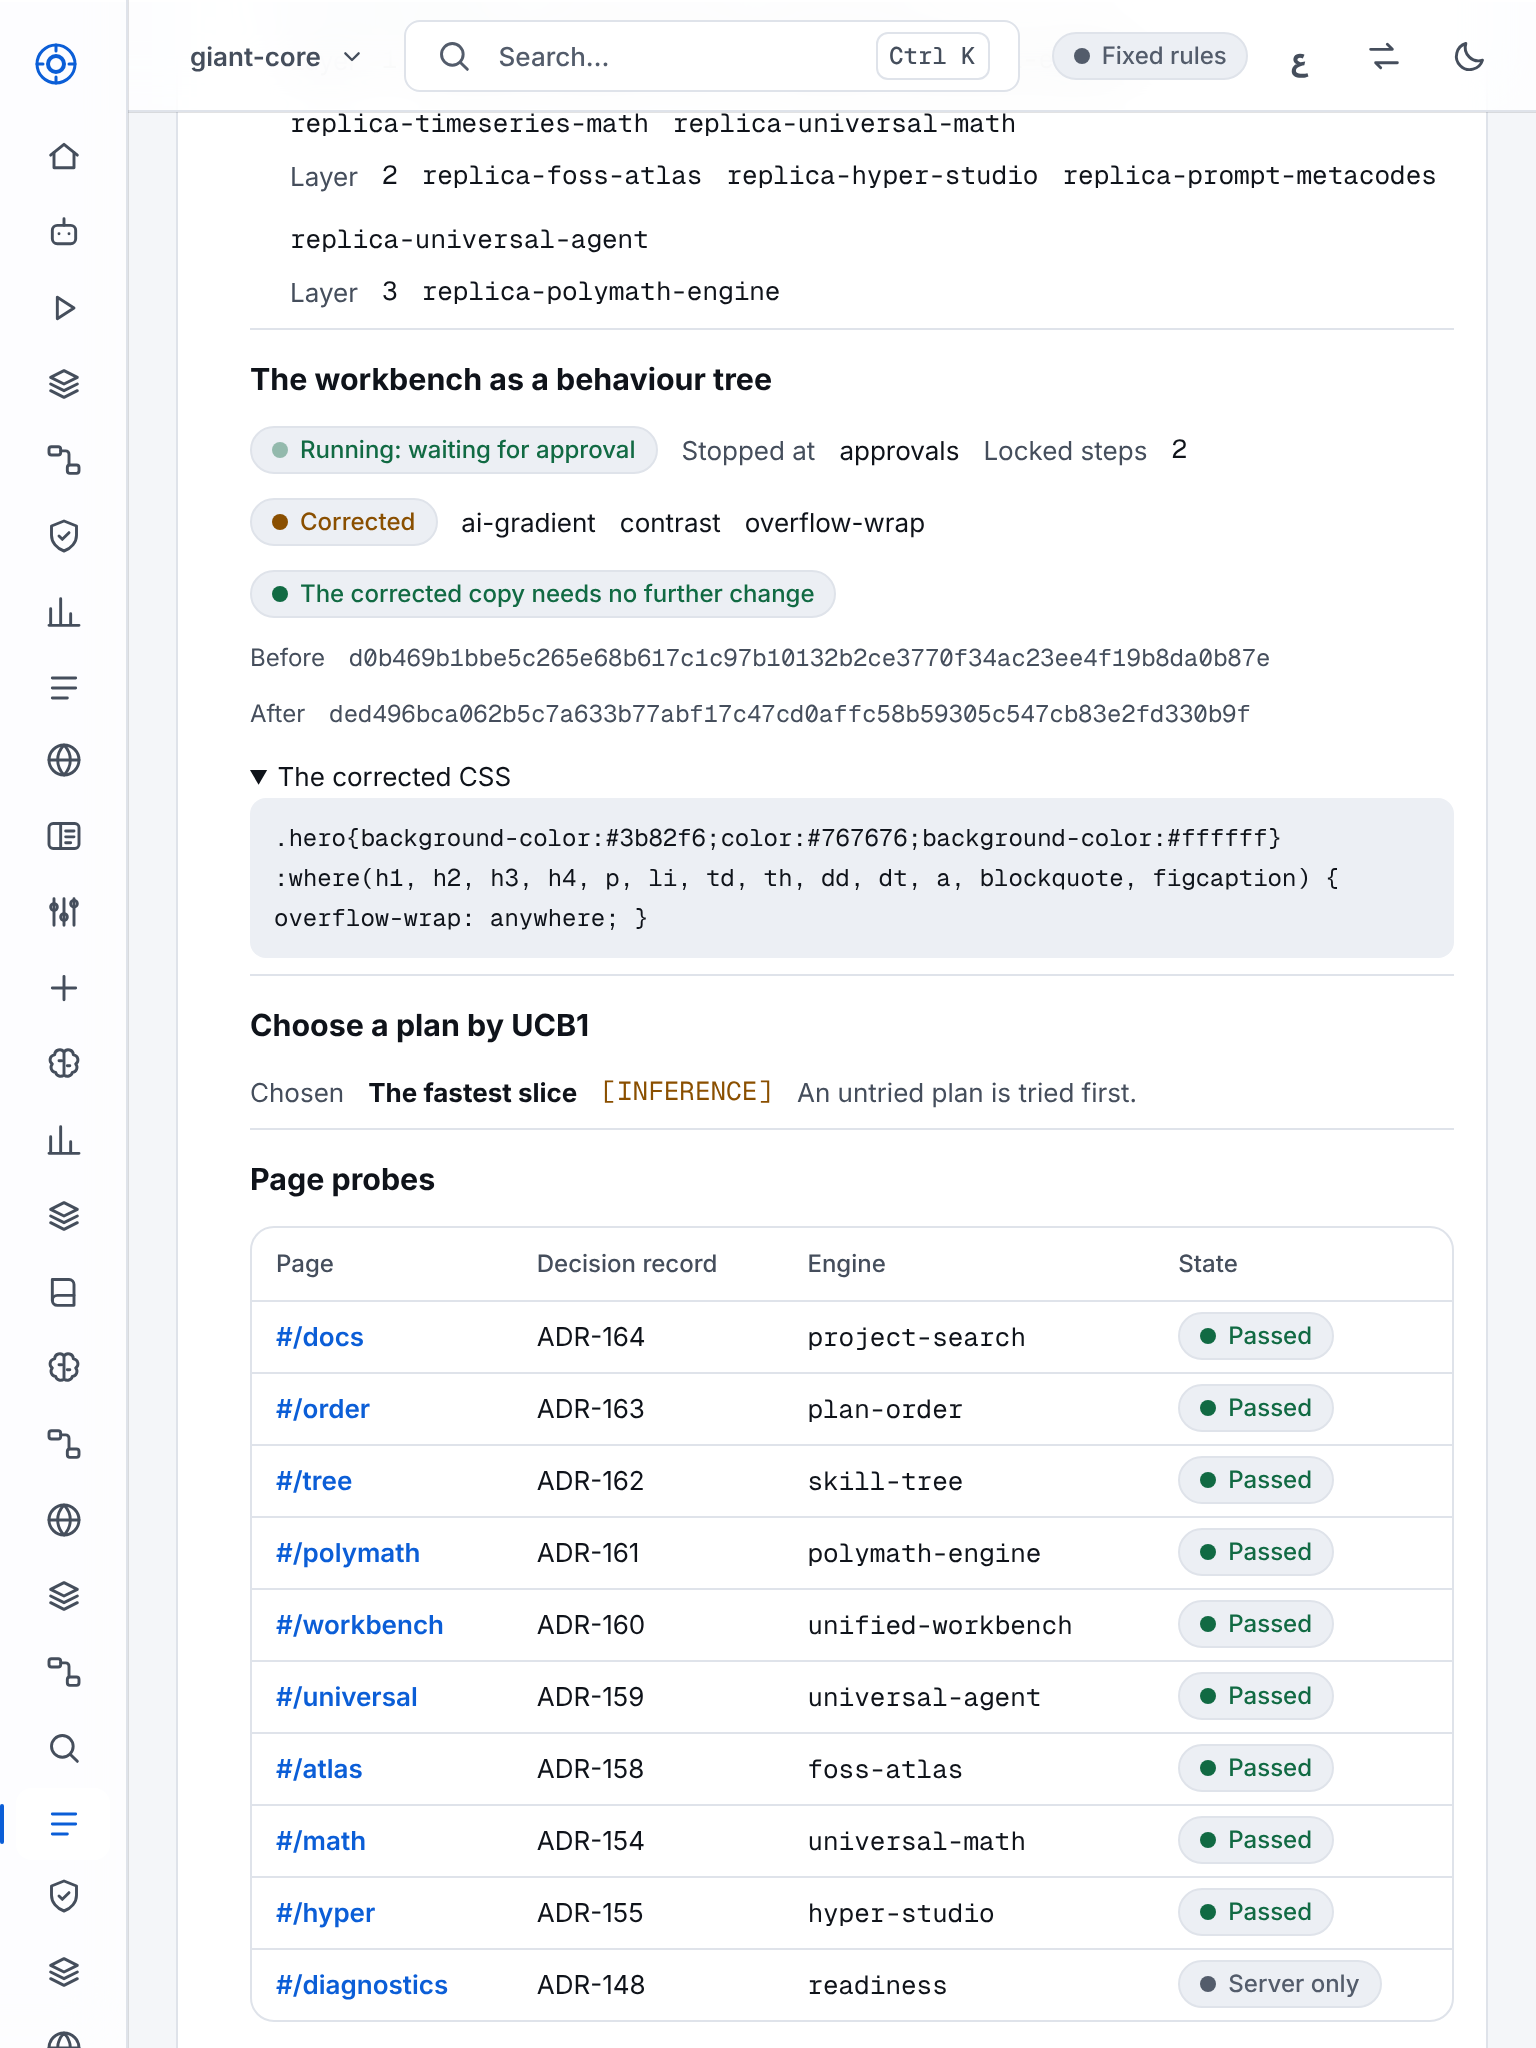 giant-core Search... Ctrl K Fixed rules ع
replica-timeseries-math replica-universal-math
Layer 2 replica-foss-atlas replica-hyper-studio replica-prompt-metacodes
replica-universal-agent
Layer 3 replica-polymath-engine
The workbench as a behaviour tree
Running: waiting for approval Stopped at approvals Locked steps 2
Corrected ai-gradient contrast overflow-wrap
The corrected copy needs no further change
Before d0b469b1bbe5c265e68b617c1c97b10132b2ce3770f34ac23ee4f19b8da0b87e
After ded496bca062b5c7a633b77abf17c47cd0affc58b59305c547cb83e2fd330b9f
▼ The corrected CSS
.hero{background-color:#3b82f6;color:#767676;background-color:#ffffff}
:where(h1, h2, h3, h4, p, li, td, th, dd, dt, a, blockquote, figcaption) {
overflow-wrap: anywhere; }
Choose a plan by UCB1
Chosen The fastest slice [INFERENCE] An untried plan is tried first.
Page probes
Page Decision record Engine State
#/docs ADR-164 project-search Passed
#/order ADR-163 plan-order Passed
#/tree ADR-162 skill-tree Passed
#/polymath ADR-161 polymath-engine Passed
#/workbench ADR-160 unified-workbench Passed
#/universal ADR-159 universal-agent Passed
#/atlas ADR-158 foss-atlas Passed
#/math ADR-154 universal-math Passed
#/hyper ADR-155 hyper-studio Passed
#/diagnostics ADR-148 readiness Server only